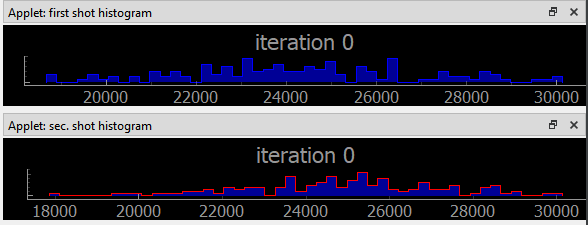 Applet: first shot histogram
iteration 0
20000 22000 24000 26000 28000 30000
Applet: sec. shot histogram
iteration 0
18000 20000 22000 24000 26000 28000 30000